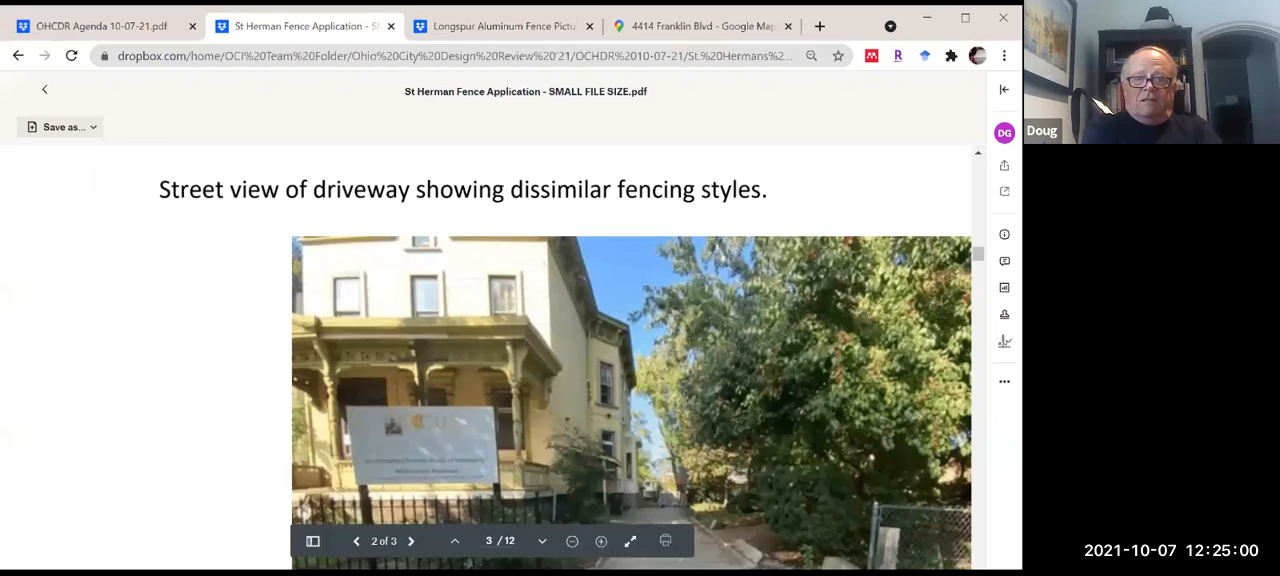 OHCDR Agenda 10-07-21.pdf
St Herman Fence Application - S
Longspur Aluminum Fence Pictu
4414 Franklin Blvd - Google Map
dropbox.com/home/OCI%20Team%20Folder/Ohio%20City%20Design%20Review%20'21/OCHDR%2010-07-21/St.%20Hermans%2...
R
St Herman Fence Application - SMALL FILE SIZE.pdf
Save as...
DG
Doug
Street view of driveway showing dissimilar fencing styles.
2 of 3
3 / 12
2021-10-07 12:25:00